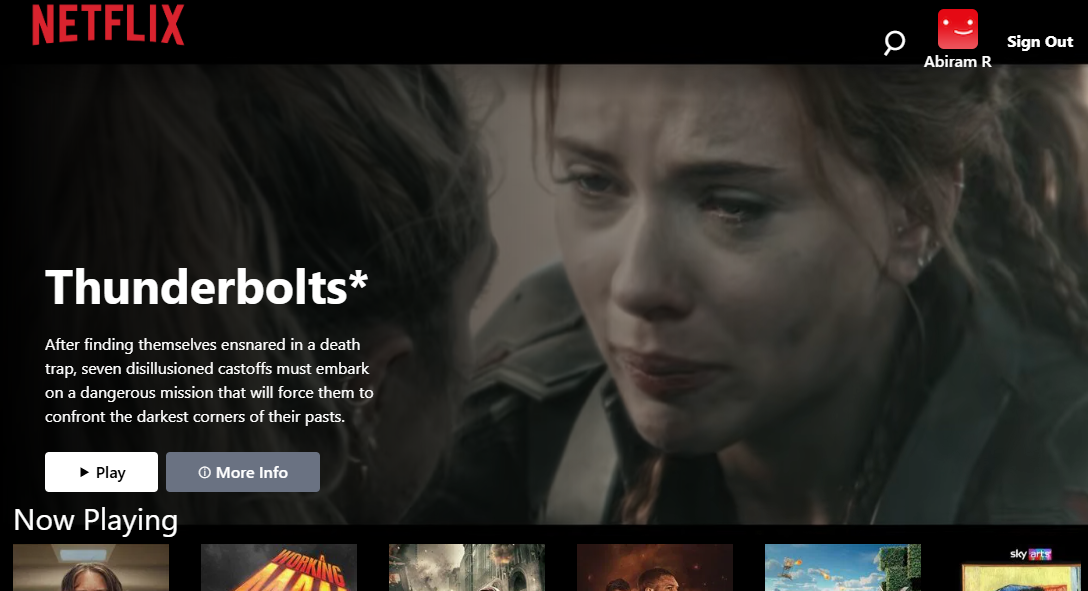 NETFLIX
Abiram R
Sign Out
Thunderbolts*
After finding themselves ensnared in a death
trap, seven disillusioned castoffs must embark
on a dangerous mission that will force them to
confront the darkest corners of their pasts.
Play
More Info
Now Playing
A
WORKING
MAN
sky arts